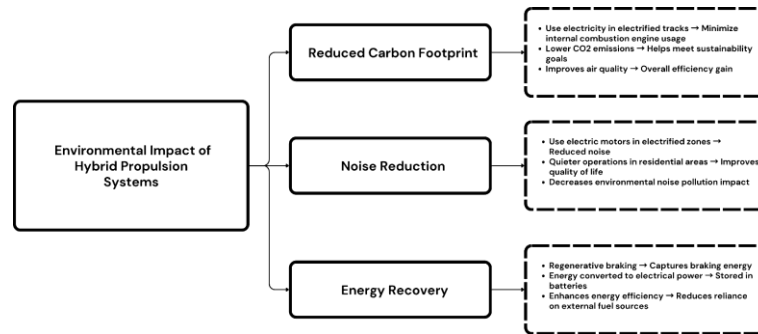 Environmental Impact of
Hybrid Propulsion
Systems
Reduced Carbon Footprint
• Use electricity in electrified tracks → Minimize
internal combustion engine usage
• Lower CO2 emissions → Helps meet sustainability
goals
• Improves air quality → Overall efficiency gain
Noise Reduction
• Use electric motors in electrified zones →
Reduced noise
• Quieter operations in residential areas → Improves
quality of life
• Decreases environmental noise pollution impact
Energy Recovery
• Regenerative braking → Captures braking energy
• Energy converted to electrical power → Stored in
batteries
• Enhances energy efficiency → Reduces reliance
on external fuel sources